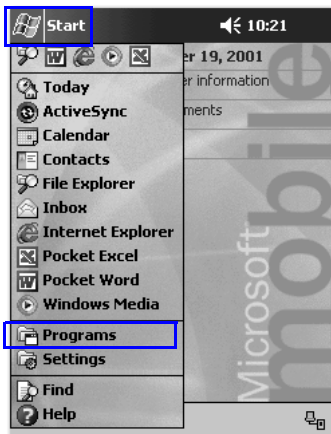 Start 10:21
er 19, 2001
Today
er information
ActiveSync
ments
Calendar
Contacts
File Explorer
Inbox
Internet Explorer
Pocket Excel
Pocket Word
Windows Media
Programs
Settings
Find
Help
Microsoft
mobile